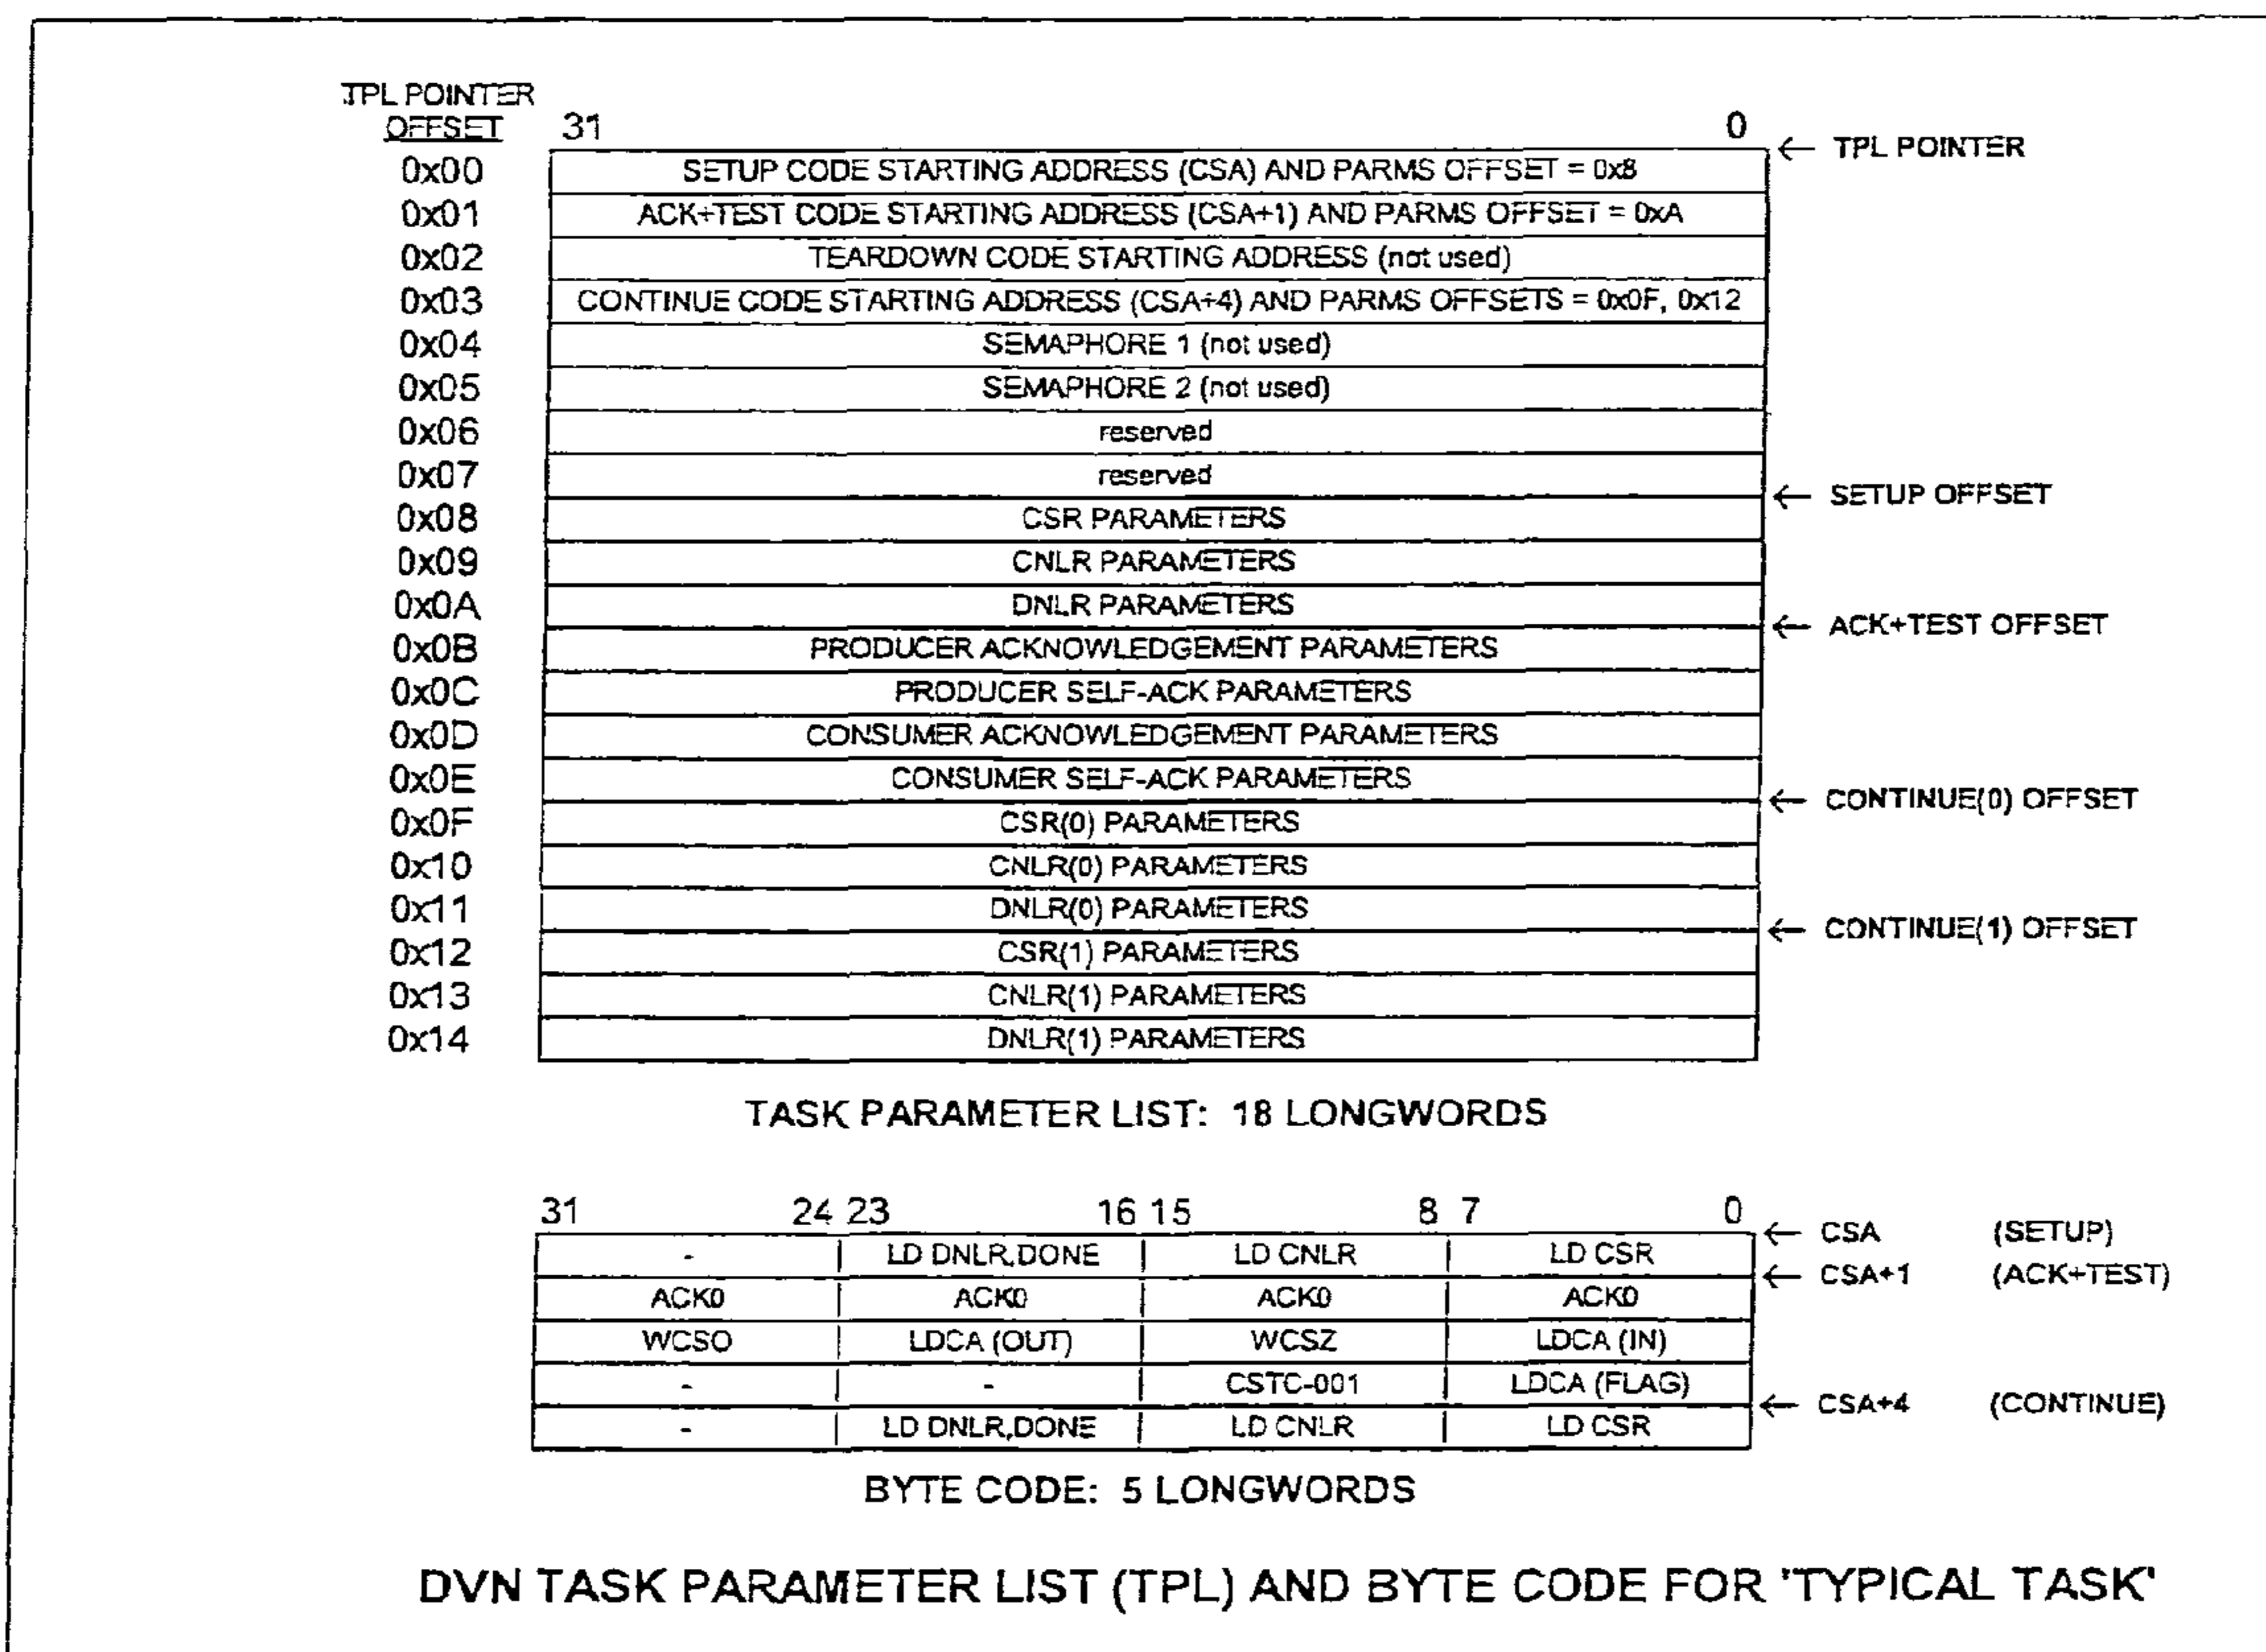 TPL POINTER
OFFSET 31 0
← TPL POINTER
0x00 SETUP CODE STARTING ADDRESS (CSA) AND PARMS OFFSET = 0x8
0x01 ACK+TEST CODE STARTING ADDRESS (CSA+1) AND PARMS OFFSET = 0xA
0x02 TEARDOWN CODE STARTING ADDRESS (not used)
0x03 CONTINUE CODE STARTING ADDRESS (CSA+4) AND PARMS OFFSETS = 0x0F, 0x12
0x04 SEMAPHORE 1 (not used)
0x05 SEMAPHORE 2 (not used)
0x06 reserved
0x07 reserved
← SETUP OFFSET
0x08 CSR PARAMETERS
0x09 CNLR PARAMETERS
0x0A DNLR PARAMETERS
← ACK+TEST OFFSET
0x0B PRODUCER ACKNOWLEDGEMENT PARAMETERS
0x0C PRODUCER SELF-ACK PARAMETERS
0x0D CONSUMER ACKNOWLEDGEMENT PARAMETERS
0x0E CONSUMER SELF-ACK PARAMETERS
← CONTINUE(0) OFFSET
0x0F CSR(0) PARAMETERS
0x10 CNLR(0) PARAMETERS
0x11 DNLR(0) PARAMETERS
← CONTINUE(1) OFFSET
0x12 CSR(1) PARAMETERS
0x13 CNLR(1) PARAMETERS
0x14 DNLR(1) PARAMETERS
TASK PARAMETER LIST: 18 LONGWORDS
31 24 23 16 15 8 7 0
← CSA (SETUP)
- LD DNLR,DONE LD CNLR LD CSR
← CSA+1 (ACK+TEST)
ACK0 ACK0 ACK0 ACK0
WCSO LDCA (OUT) WCSZ LDCA (IN)
- - CSTC-001 LDCA (FLAG)
← CSA+4 (CONTINUE)
- LD DNLR,DONE LD CNLR LD CSR
BYTE CODE: 5 LONGWORDS
DVN TASK PARAMETER LIST (TPL) AND BYTE CODE FOR 'TYPICAL TASK'